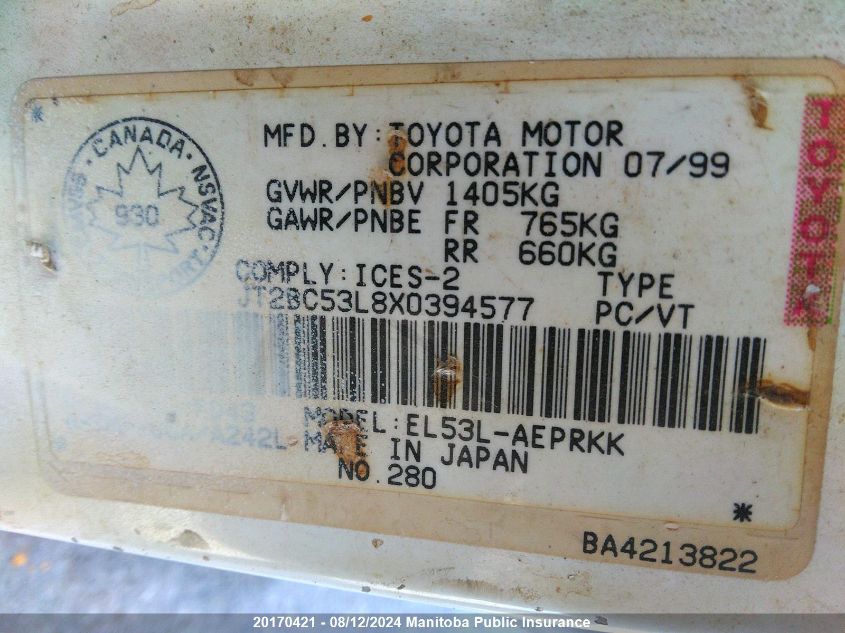 CANADA · NSVAC
930
MFD. BY: TOYOTA MOTOR
CORPORATION 07/99
GVWR/PNBV 1405KG
GAWR/PNBE FR 765KG
RR 660KG
COMPLY: ICES-2 TYPE
JT2BC53L8X0394577 PC/VT
MODEL: EL53L-AEPRKK
A242L MADE IN JAPAN
NO. 280
BA4213822
TOYOTA
20170421 - 08/12/2024 Manitoba Public Insurance